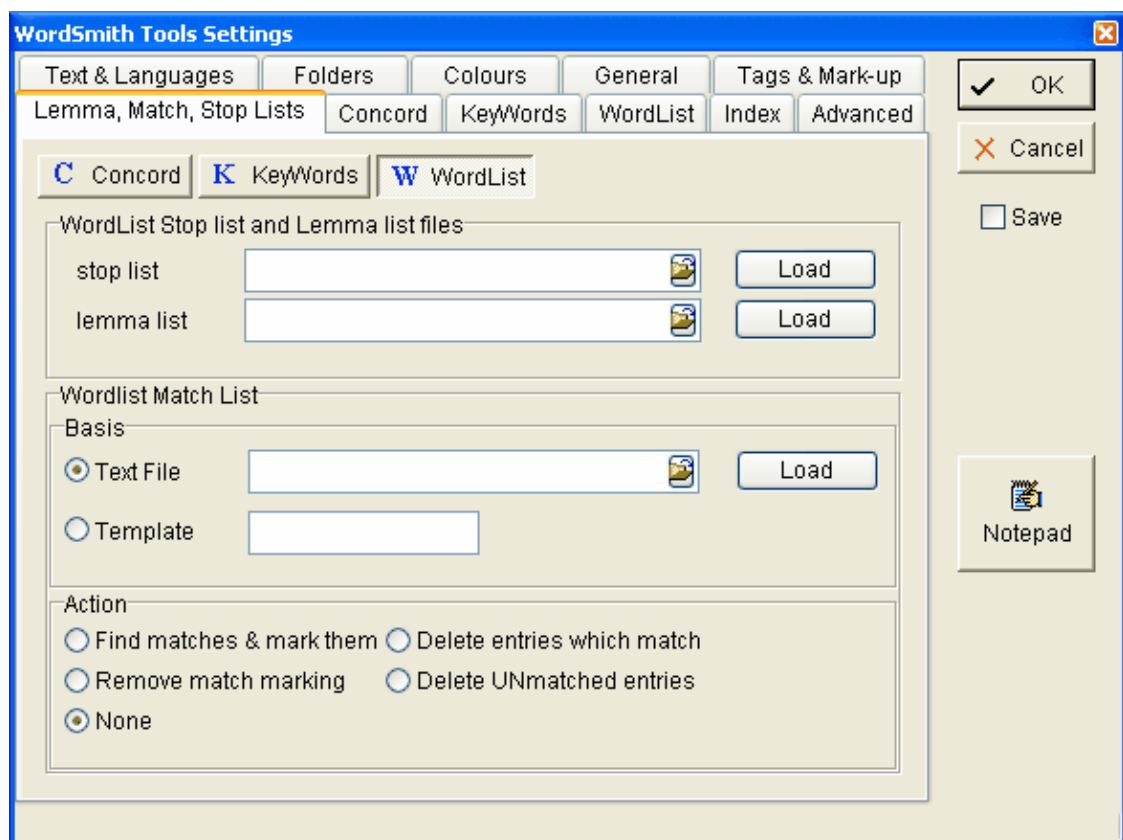 WordSmith Tools Settings
Text & Languages Folders Colours General Tags & Mark-up
Lemma, Match, Stop Lists Concord KeyWords WordList Index Advanced
OK
Cancel
Save
C Concord K KeyWords W WordList
WordList Stop list and Lemma list files
stop list Load
lemma list Load
Wordlist Match List
Basis
Text File Load
Template
Notepad
Action
Find matches & mark them Delete entries which match
Remove match marking Delete UNmatched entries
None